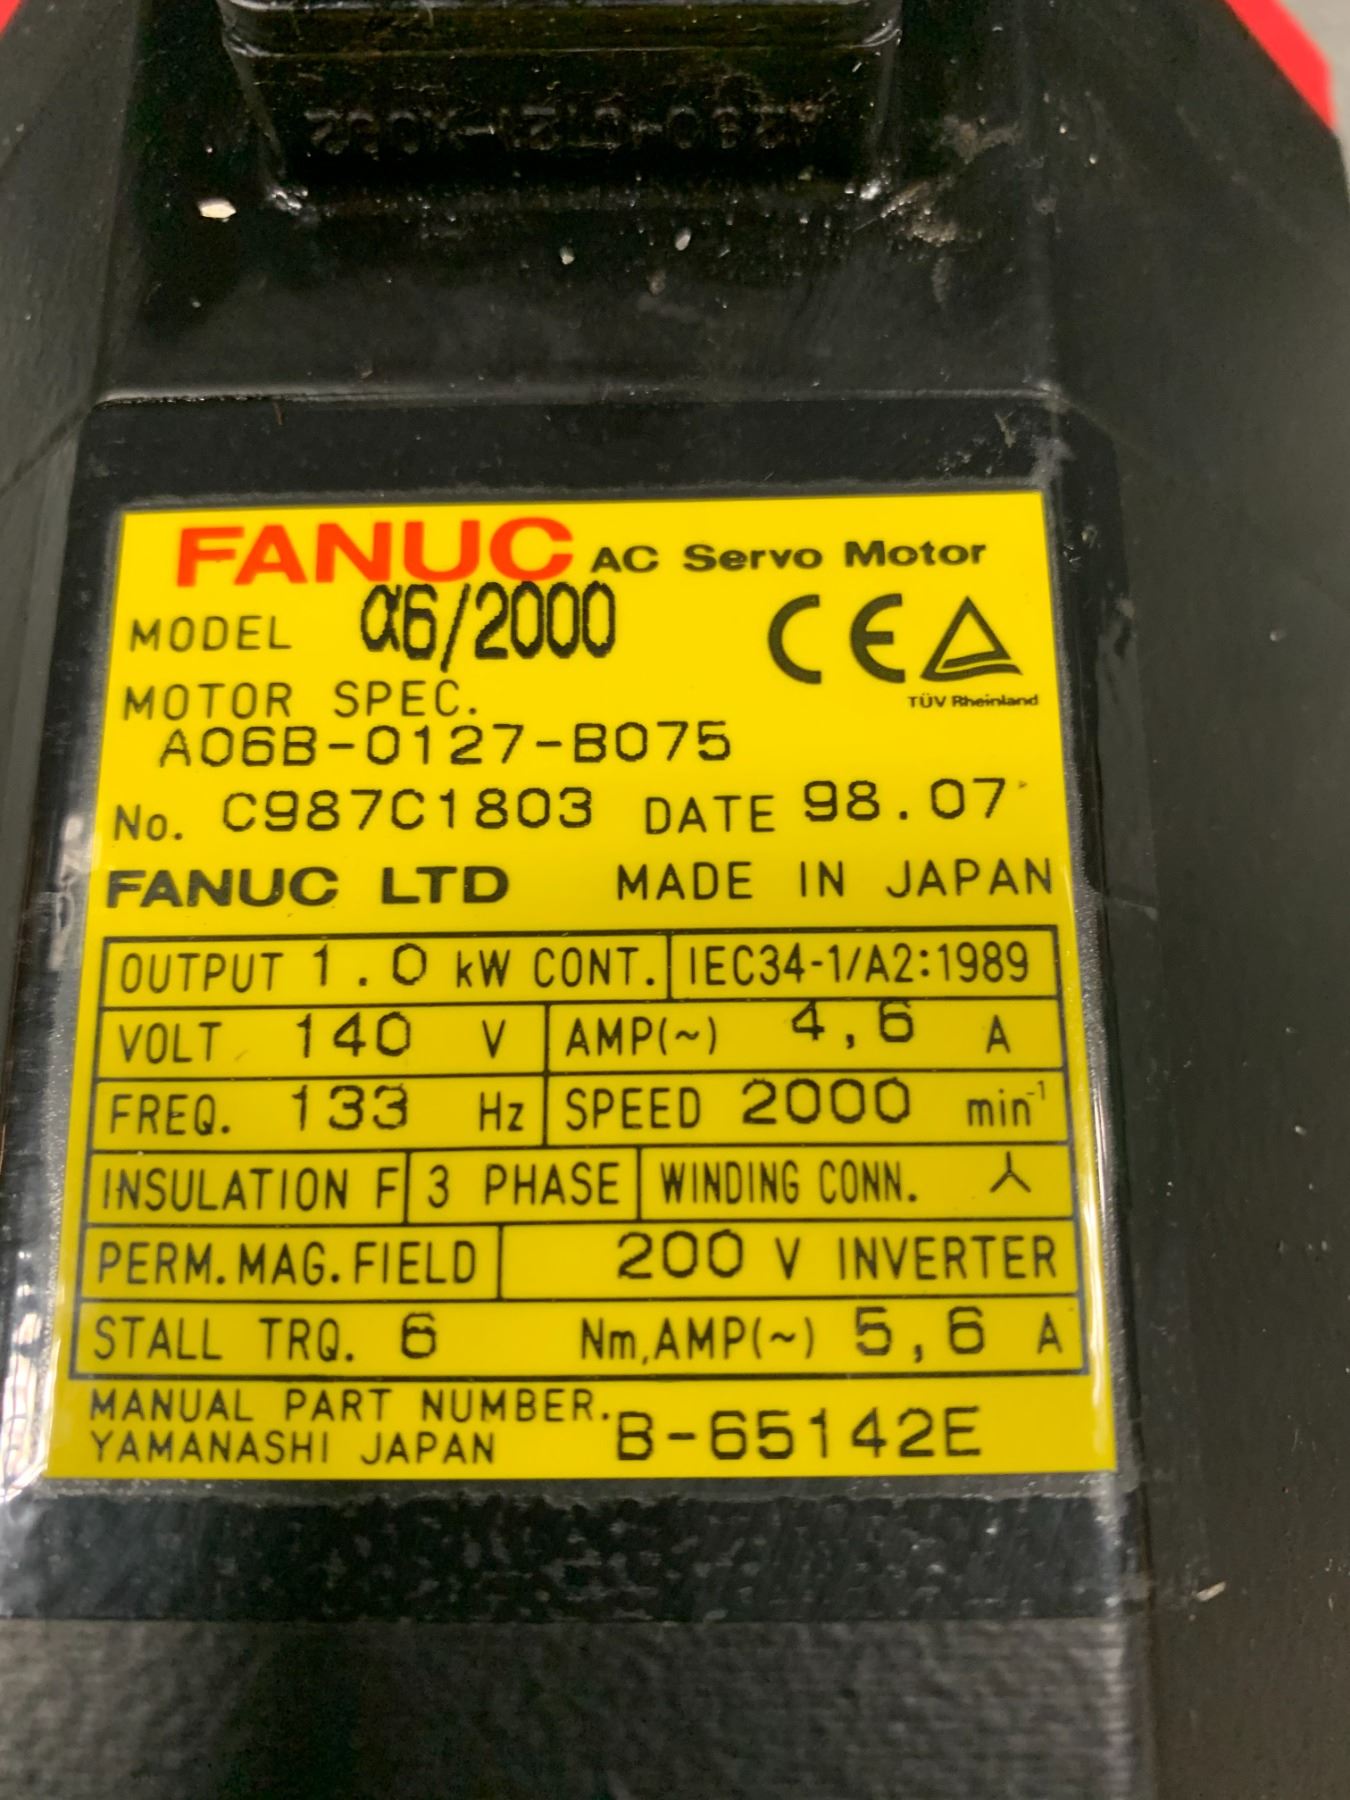 FANUC AC Servo Motor
MODEL α6/2000
CE
TÜV Rheinland
MOTOR SPEC.
A06B-0127-B075
No. C987C1803 DATE 98.07
FANUC LTD MADE IN JAPAN
OUTPUT 1.0 kW CONT. IEC34-1/A2:1989
VOLT 140 V AMP(~) 4,6 A
FREQ. 133 Hz SPEED 2000 min⁻¹
INSULATION F 3 PHASE WINDING CONN.
PERM.MAG.FIELD 200 V INVERTER
STALL TRQ. 6 Nm,AMP(~) 5,6 A
MANUAL PART NUMBER. B-65142E
YAMANASHI JAPAN